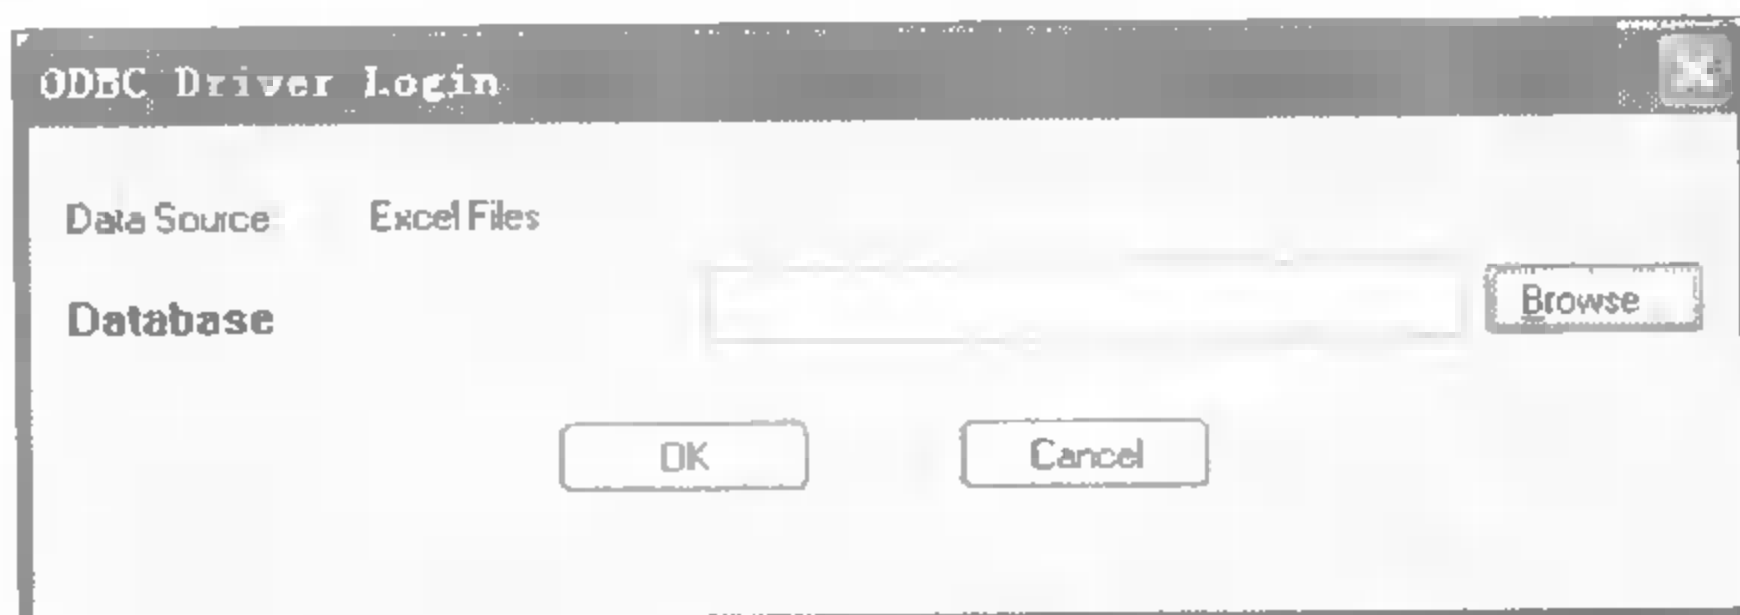 ODBC Driver Login
Data Source Excel Files
Database
Browse
OK Cancel